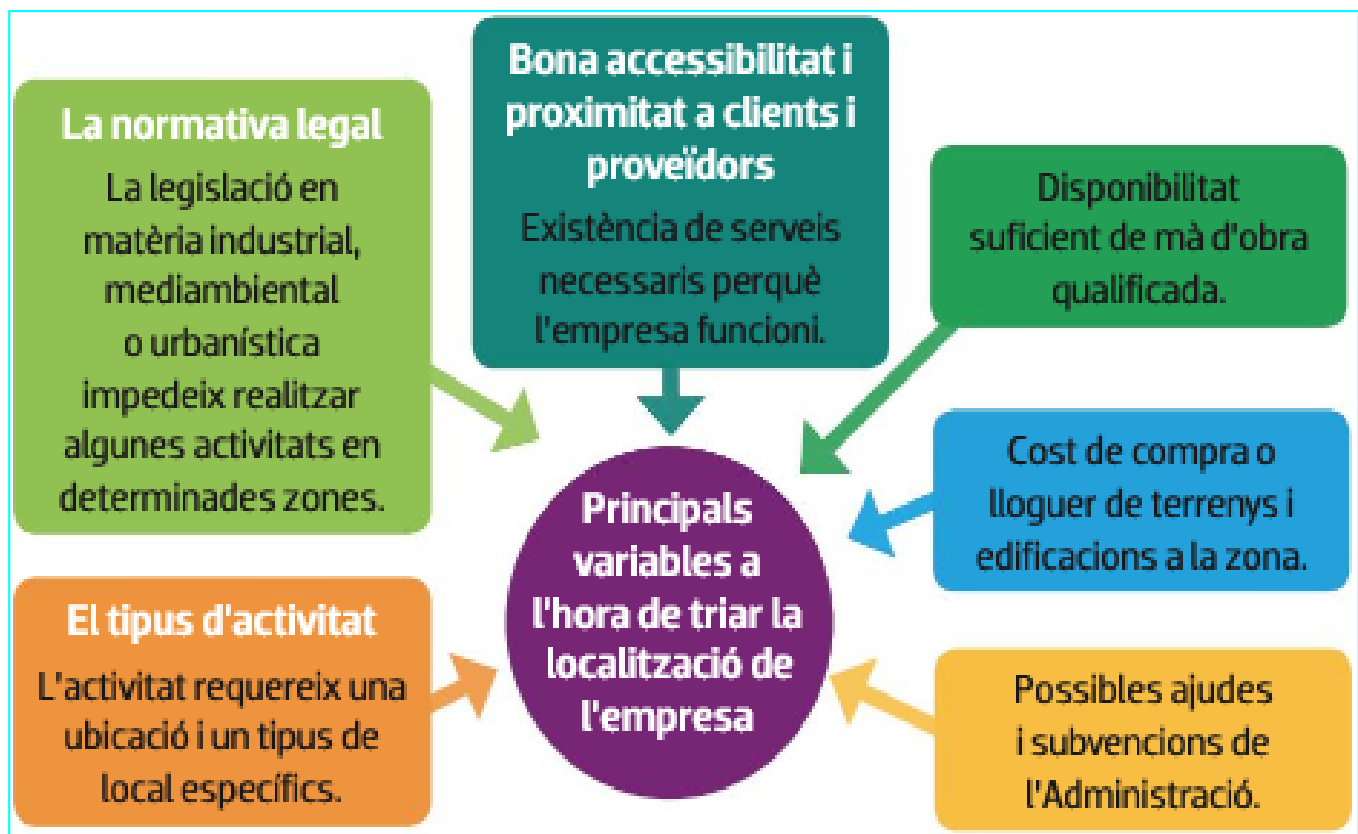 La normativa legal
La legislació en
matèria industrial,
mediambiental
o urbanística
impedeix realitzar
algunes activitats en
determinades zones.
Bona accessibilitat i
proximitat a clients i
proveïdors
Existència de serveis
necessaris perquè
l'empresa funcioni.
Disponibilitat
suficient de mà d'obra
qualificada.
Cost de compra o
lloguer de terrenys i
edificacions a la zona.
Possibles ajudes
i subvencions de
l'Administració.
El tipus d'activitat
L'activitat requereix una
ubicació i un tipus de
local específics.
Principals
variables a
l'hora de triar la
localització de
l'empresa